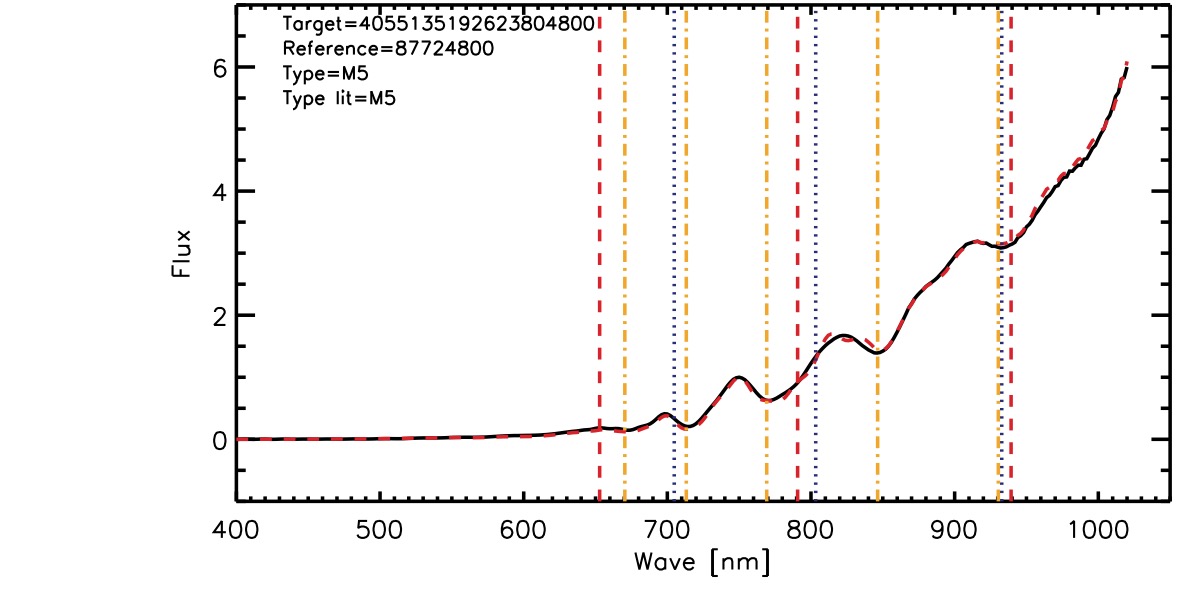 Target=4055135192623804800
Reference=87724800
Type=M5
Type lit=M5
6
4
2
0
Flux
400 500 600 700 800 900 1000
Wave [nm]